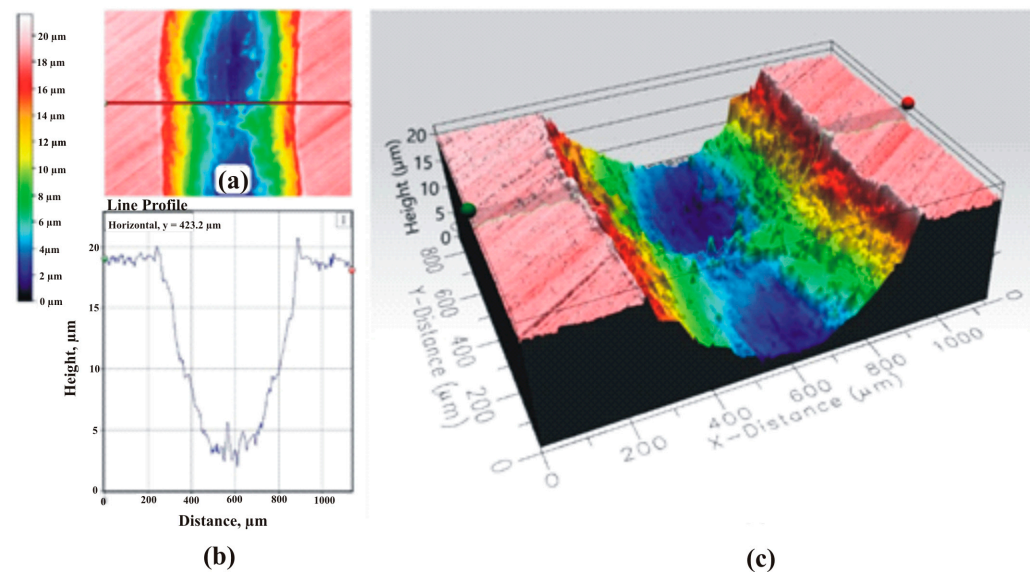 20 µm
18 µm
16 µm
14 µm
12 µm
10 µm
8 µm
6 µm
4µm
2 µm
0 µm
(a)
Line Profile
Horizontal, y = 423.2 µm
20
15
10
5
0
Height, µm
0 200 400 600 800 1000
Distance, µm
(b)
20
15
10
5
0
Height (µm)
800
600
400
200
0
Y-Distance (µm)
0
200
400
600
800
1000
0
X-Distance (µm)
(c)